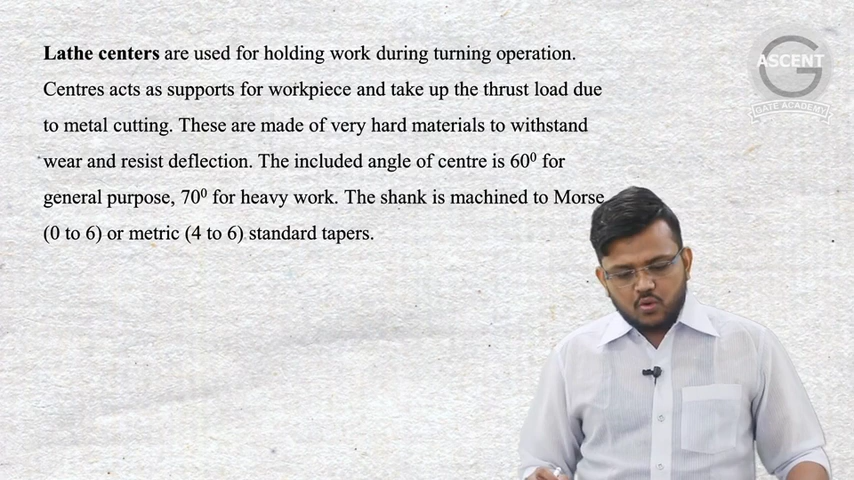 Lathe centers are used for holding work during turning operation.
Centres acts as supports for workpiece and take up the thrust load due
to metal cutting. These are made of very hard materials to withstand
wear and resist deflection. The included angle of centre is 60⁰ for
general purpose, 70⁰ for heavy work. The shank is machined to Morse
(0 to 6) or metric (4 to 6) standard tapers.
ASCENT
GATE ACADEMY